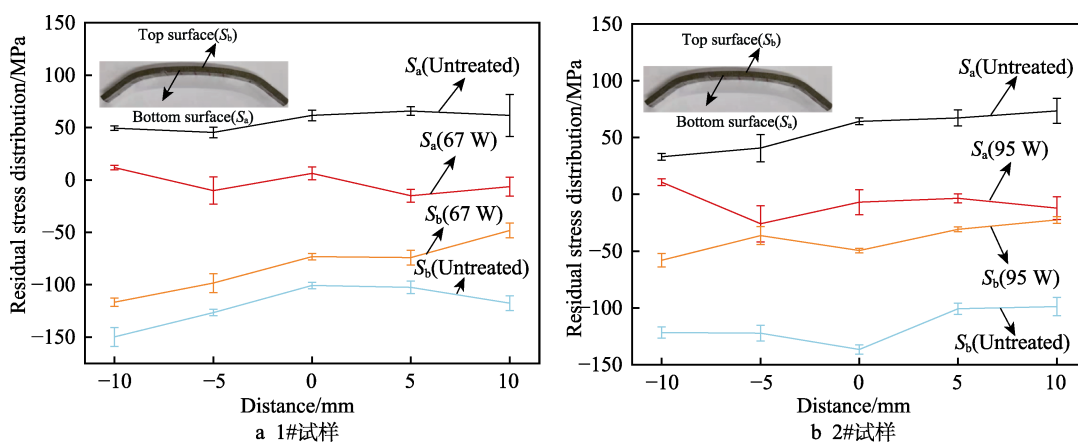 Residual stress distribution/MPa
150
100
50
0
−50
−100
−150
Top surface(Sb)
Bottom surface(Sa)
Sa(Untreated)
Sa(67 W)
Sb(67 W)
Sb(Untreated)
−10
−5
0
5
10
Distance/mm
a 1#试样
Residual stress distribution/MPa
150
100
50
0
−50
−100
−150
Top surface(Sb)
Bottom surface(Sa)
Sa(Untreated)
Sa(95 W)
Sb(95 W)
Sb(Untreated)
−10
−5
0
5
10
Distance/mm
b 2#试样